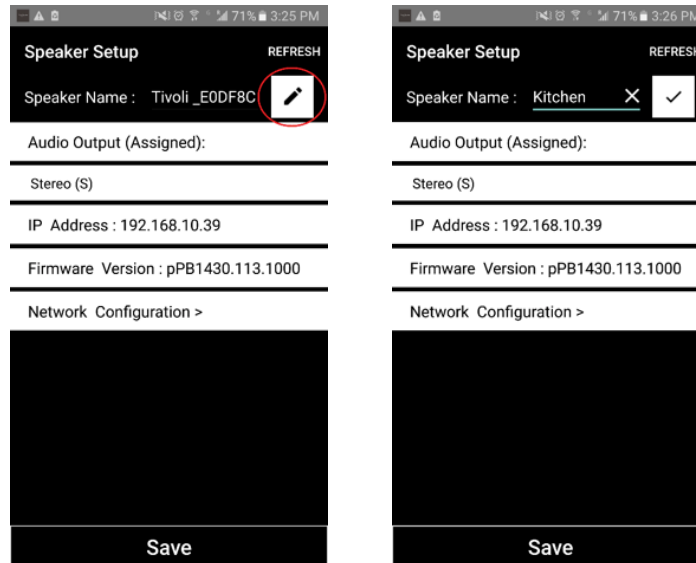 71% 3:25 PM
Speaker Setup REFRESH
Speaker Name : Tivoli _E0DF8C
Audio Output (Assigned):
Stereo (S)
IP Address : 192.168.10.39
Firmware Version : pPB1430.113.1000
Network Configuration >
Save
71% 3:26 PM
Speaker Setup REFRESH
Speaker Name : Kitchen
Audio Output (Assigned):
Stereo (S)
IP Address : 192.168.10.39
Firmware Version : pPB1430.113.1000
Network Configuration >
Save